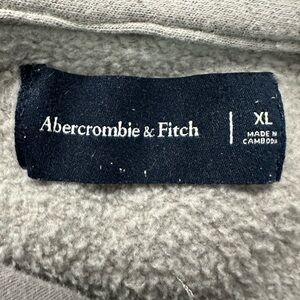 Abercrombie & Fitch
XL
MADE IN
CAMBODIA